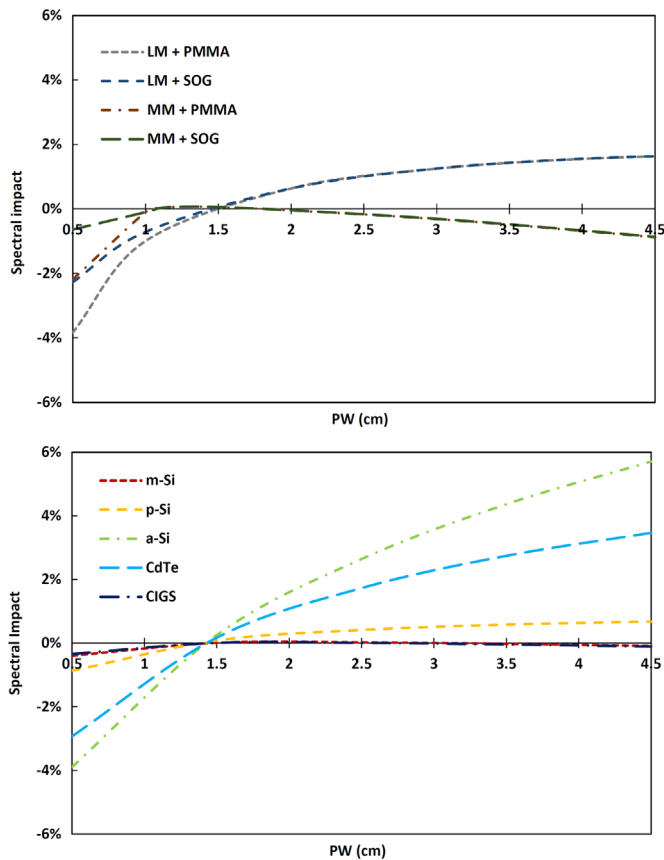 6%
LM + PMMA
4%
LM + SOG
MM + PMMA
2%
MM + SOG
Spectral impact
0%
0.5 1 1.5 2 2.5 3 3.5 4 4.5
-2%
-4%
-6%
PW (cm)
6%
m-Si
4%
p-Si
a-Si
2%
CdTe
CIGS
Spectral Impact
0%
0.5 1 1.5 2 2.5 3 3.5 4 4.5
-2%
-4%
-6%
PW (cm)